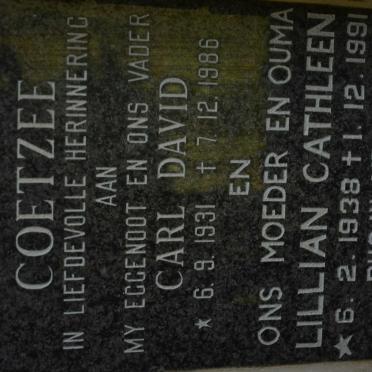 COETZEE
IN LIEFDEVOLLE HERINNERING
AAN
MY EGGENOOT EN ONS VADER
CARL DAVID
★ 6. 9. 1931 † 7. 12. 1986
EN
ONS MOEDER EN OUMA
LILLIAN CATHLEEN
★ 6. 2. 1938 † 1. 12. 1991